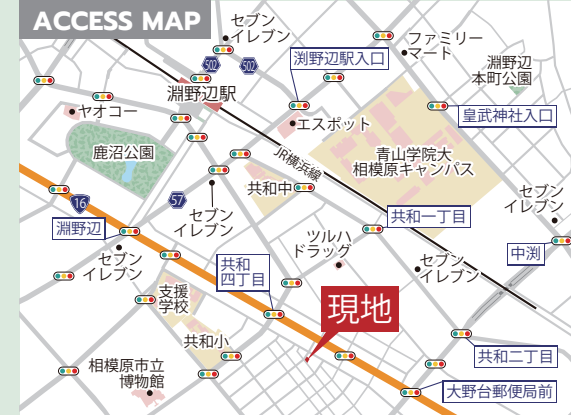 ACCESS MAP
セブン
イレブン
ファミリー
マート
502
502
渕野辺駅入口
淵野辺
本町公園
淵野辺駅
ヤオコー
エスポット
皇武神社入口
鹿沼公園
JR横浜線
青山学院大
相模原キャンパス
共和中
16
57
セブン
イレブン
セブン
イレブン
共和一丁目
淵野辺
ツルハ
ドラッグ
中渕
セブン
イレブン
共和
四丁目
セブン
イレブン
支援
学校
現地
共和小
共和二丁目
相模原市立
博物館
大野台郵便局前